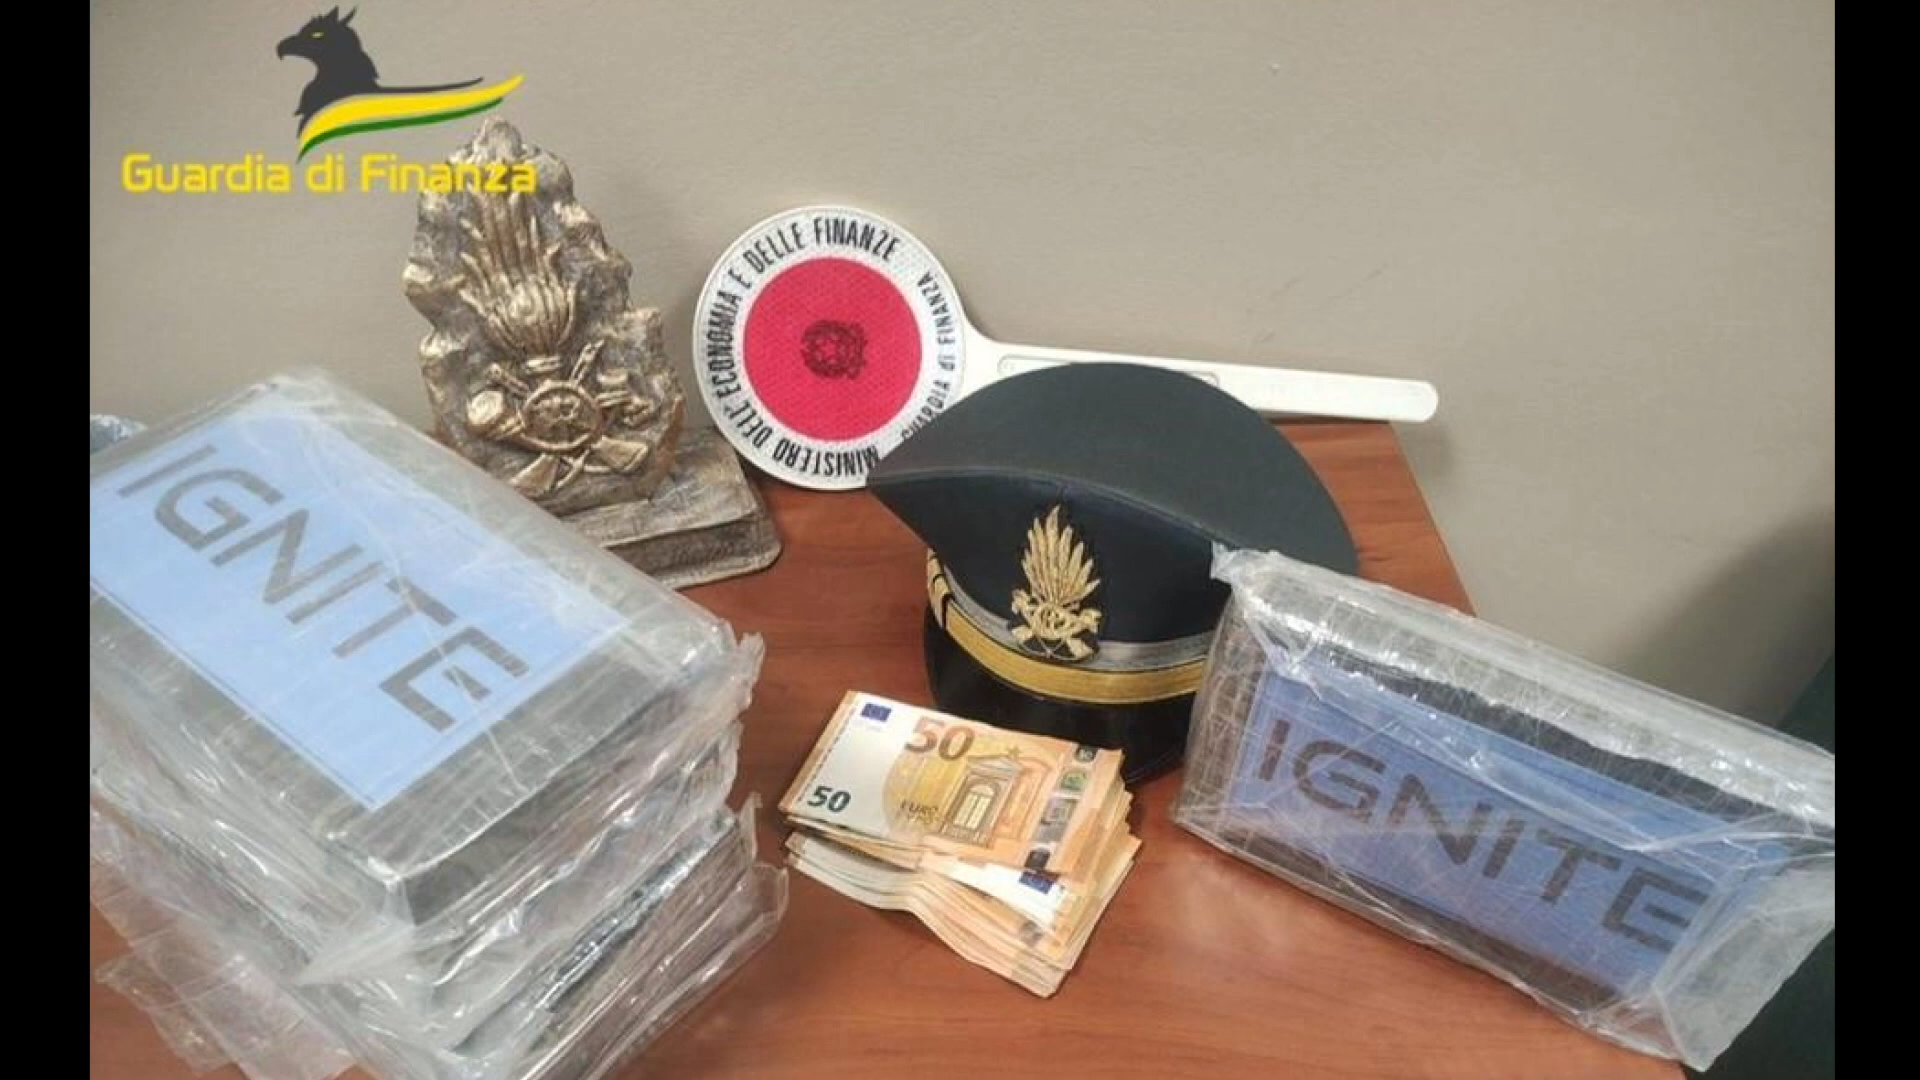 Guardia di Finanza
MINISTERO DELL'ECONOMIA E DELLE FINANZE
GUARDIA DI FINANZA
IGNITE
50
50
EURO
IGNITE